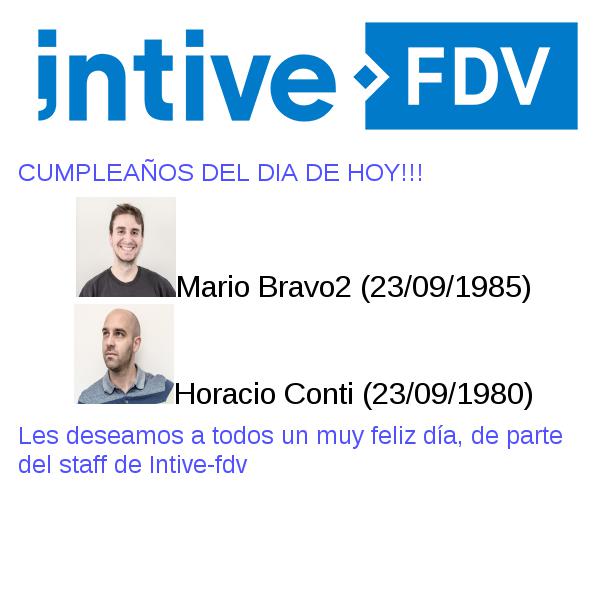 intive FDV
CUMPLEAÑOS DEL DIA DE HOY!!!
Mario Bravo2 (23/09/1985)
Horacio Conti (23/09/1980)
Les deseamos a todos un muy feliz día, de parte
del staff de Intive-fdv